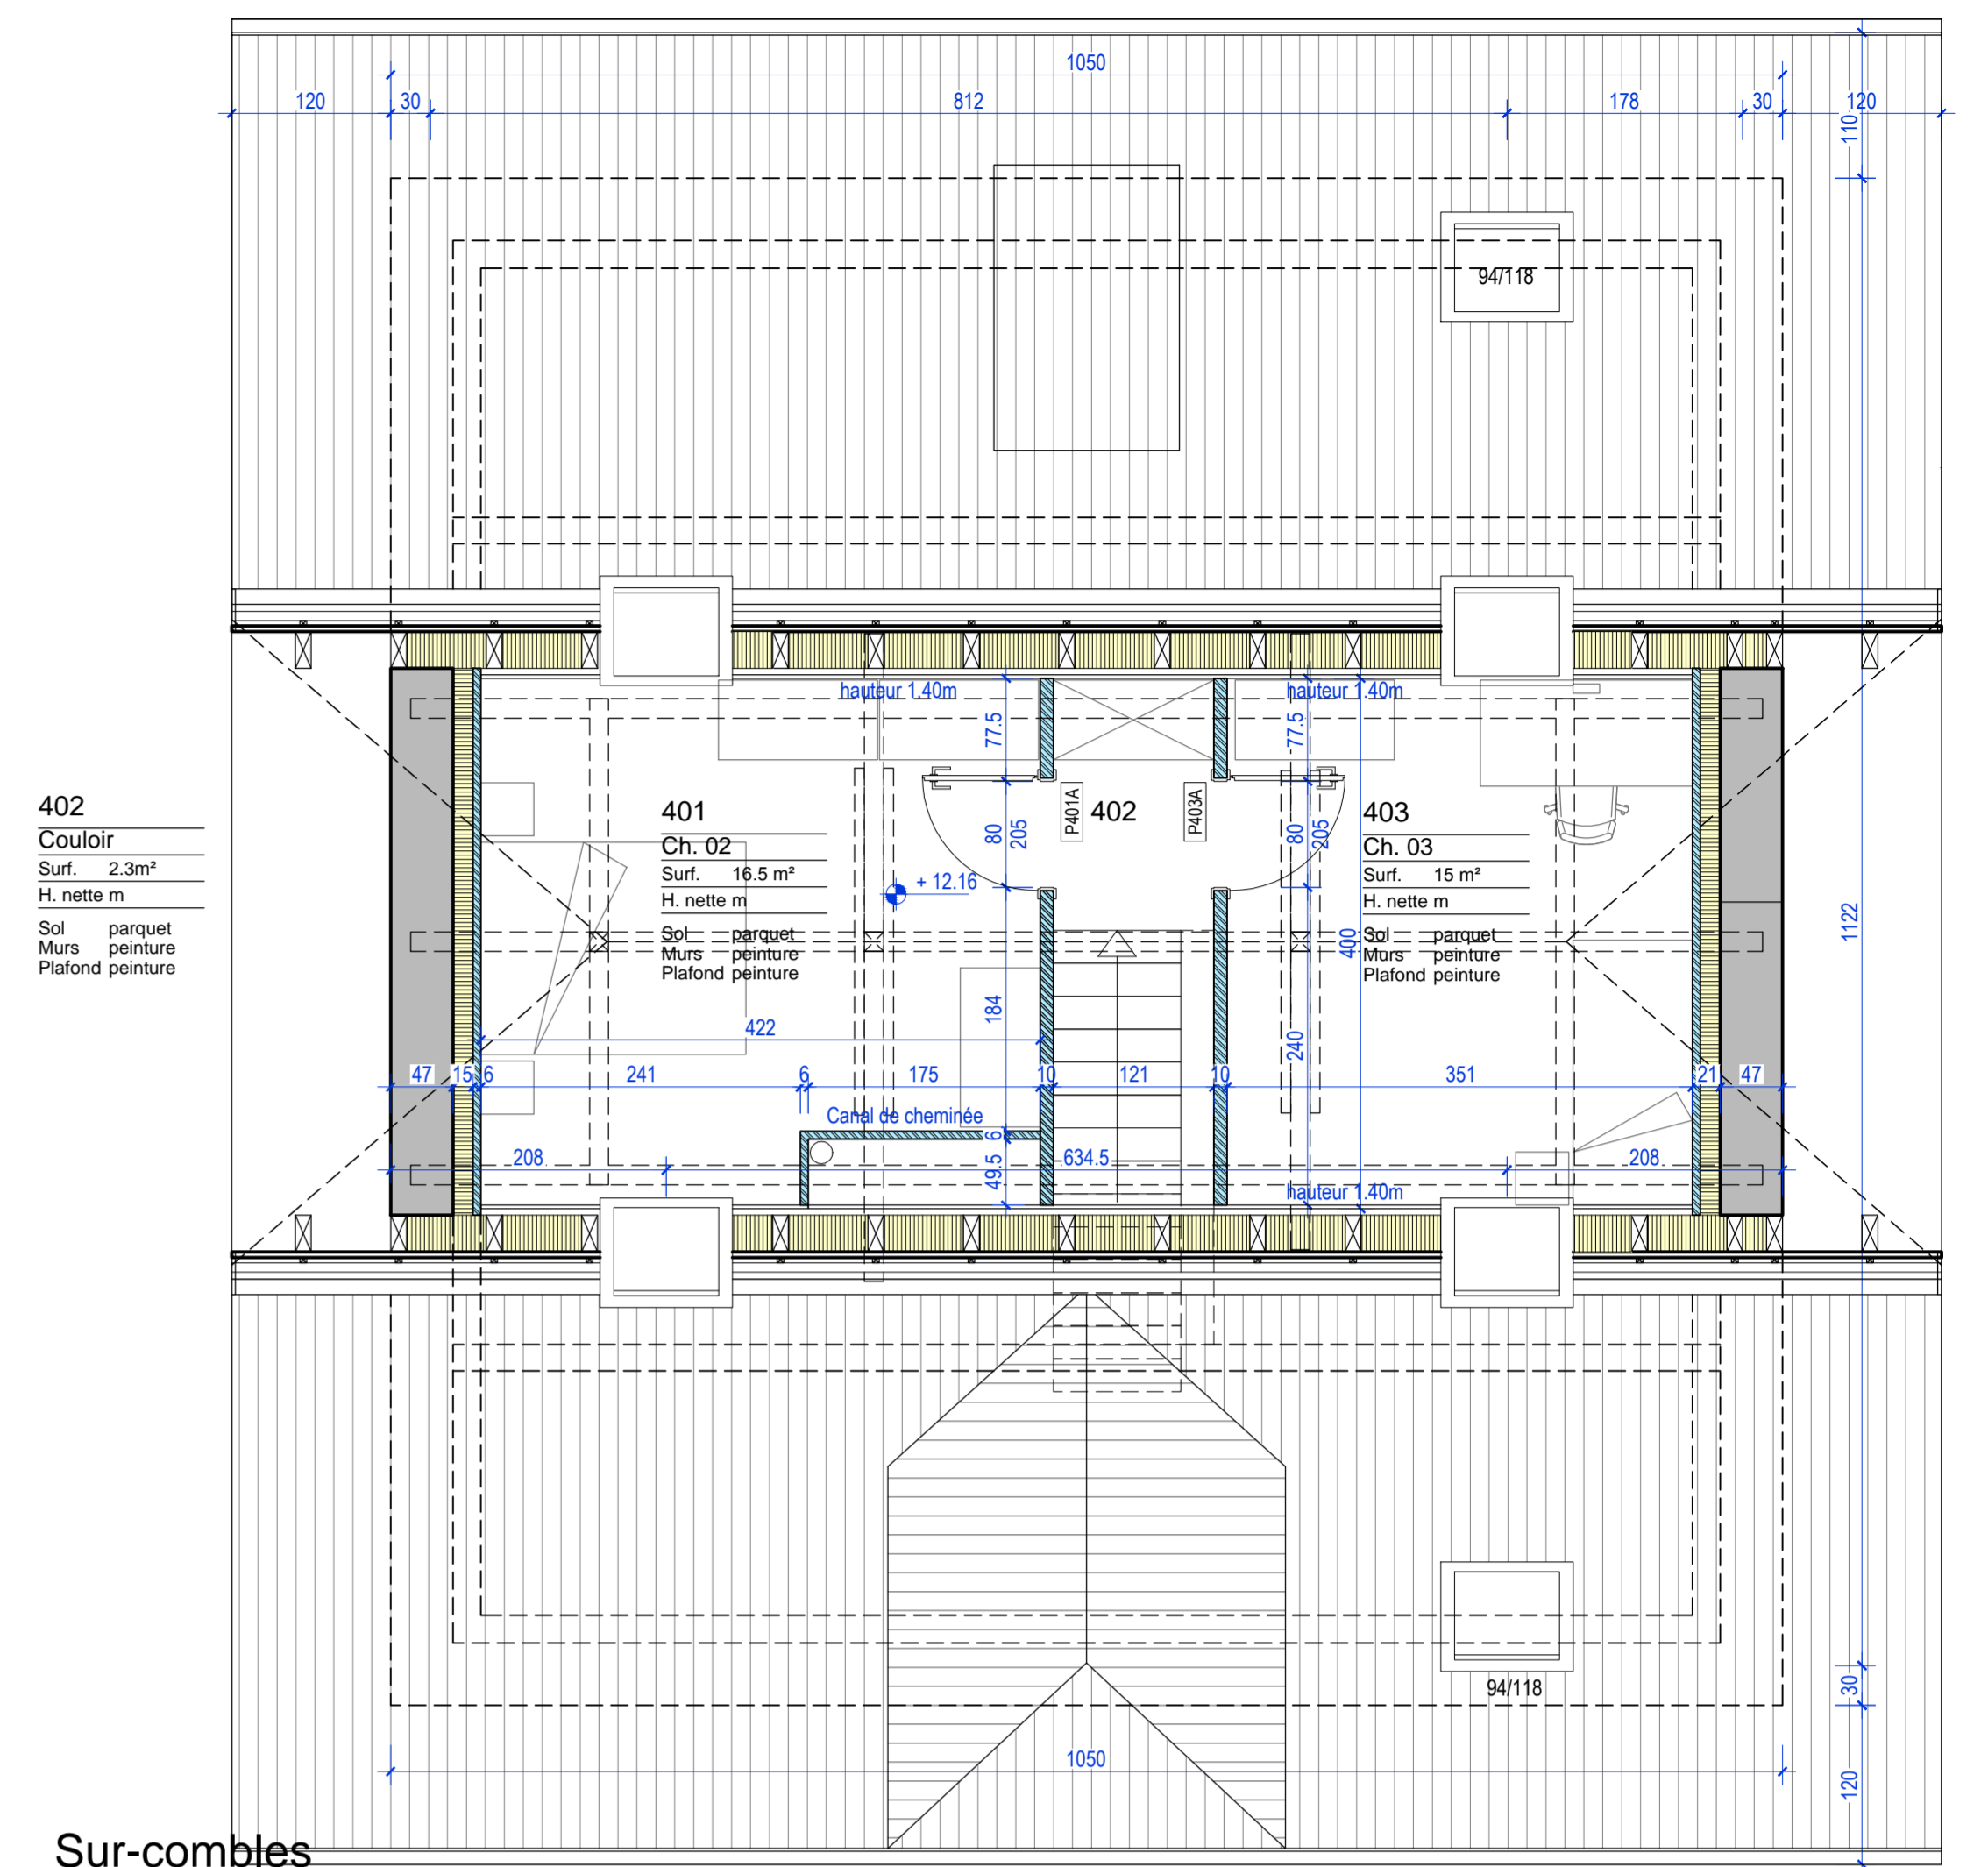 1050
120 30 812 178 30 120
110
94/118
hauteur 1.40m hauteur 1.40m
77.5 77.5
402
Couloir
Surf. 2.3m²
H. nette m
Sol parquet
Murs peinture
Plafond peinture
401
Ch. 02
Surf. 16.5 m²
H. nette m
Sol parquet
Murs peinture
Plafond peinture
+ 12.16
80
205
P401A
402
P403A
80
205
403
Ch. 03
Surf. 15 m²
H. nette m
Sol parquet
Murs peinture
Plafond peinture
400
1122
184
422
240
47 15 6 241 6 175 10 121 10 351 21 47
Canal de cheminée
6
208 49.5 634.5 208
hauteur 1.40m
94/118
30
1050
120
Sur-combles